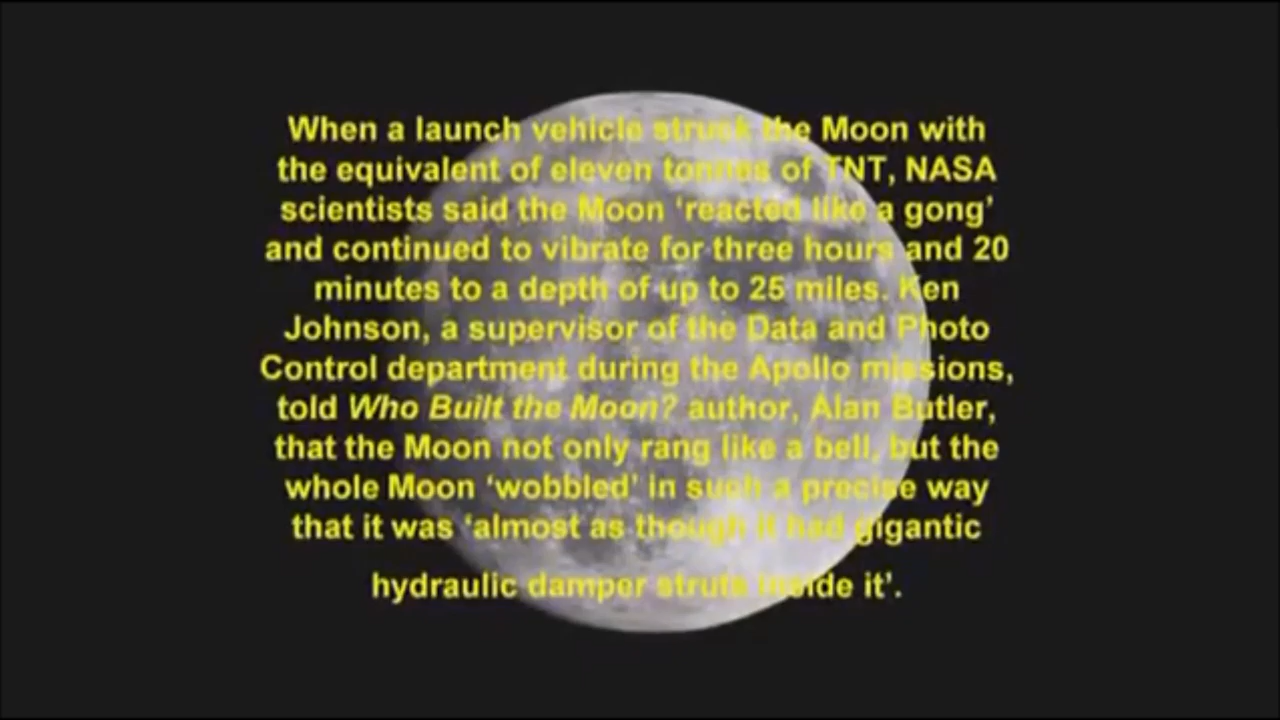 When a launch vehicle struck the Moon with
the equivalent of eleven tonnes of TNT, NASA
scientists said the Moon ‘reacted like a gong’
and continued to vibrate for three hours and 20
minutes to a depth of up to 25 miles. Ken
Johnson, a supervisor of the Data and Photo
Control department during the Apollo missions,
told Who Built the Moon? author, Alan Butler,
that the Moon not only rang like a bell, but the
whole Moon ‘wobbled’ in such a precise way
that it was ‘almost as though it had gigantic
hydraulic damper struts inside it’.